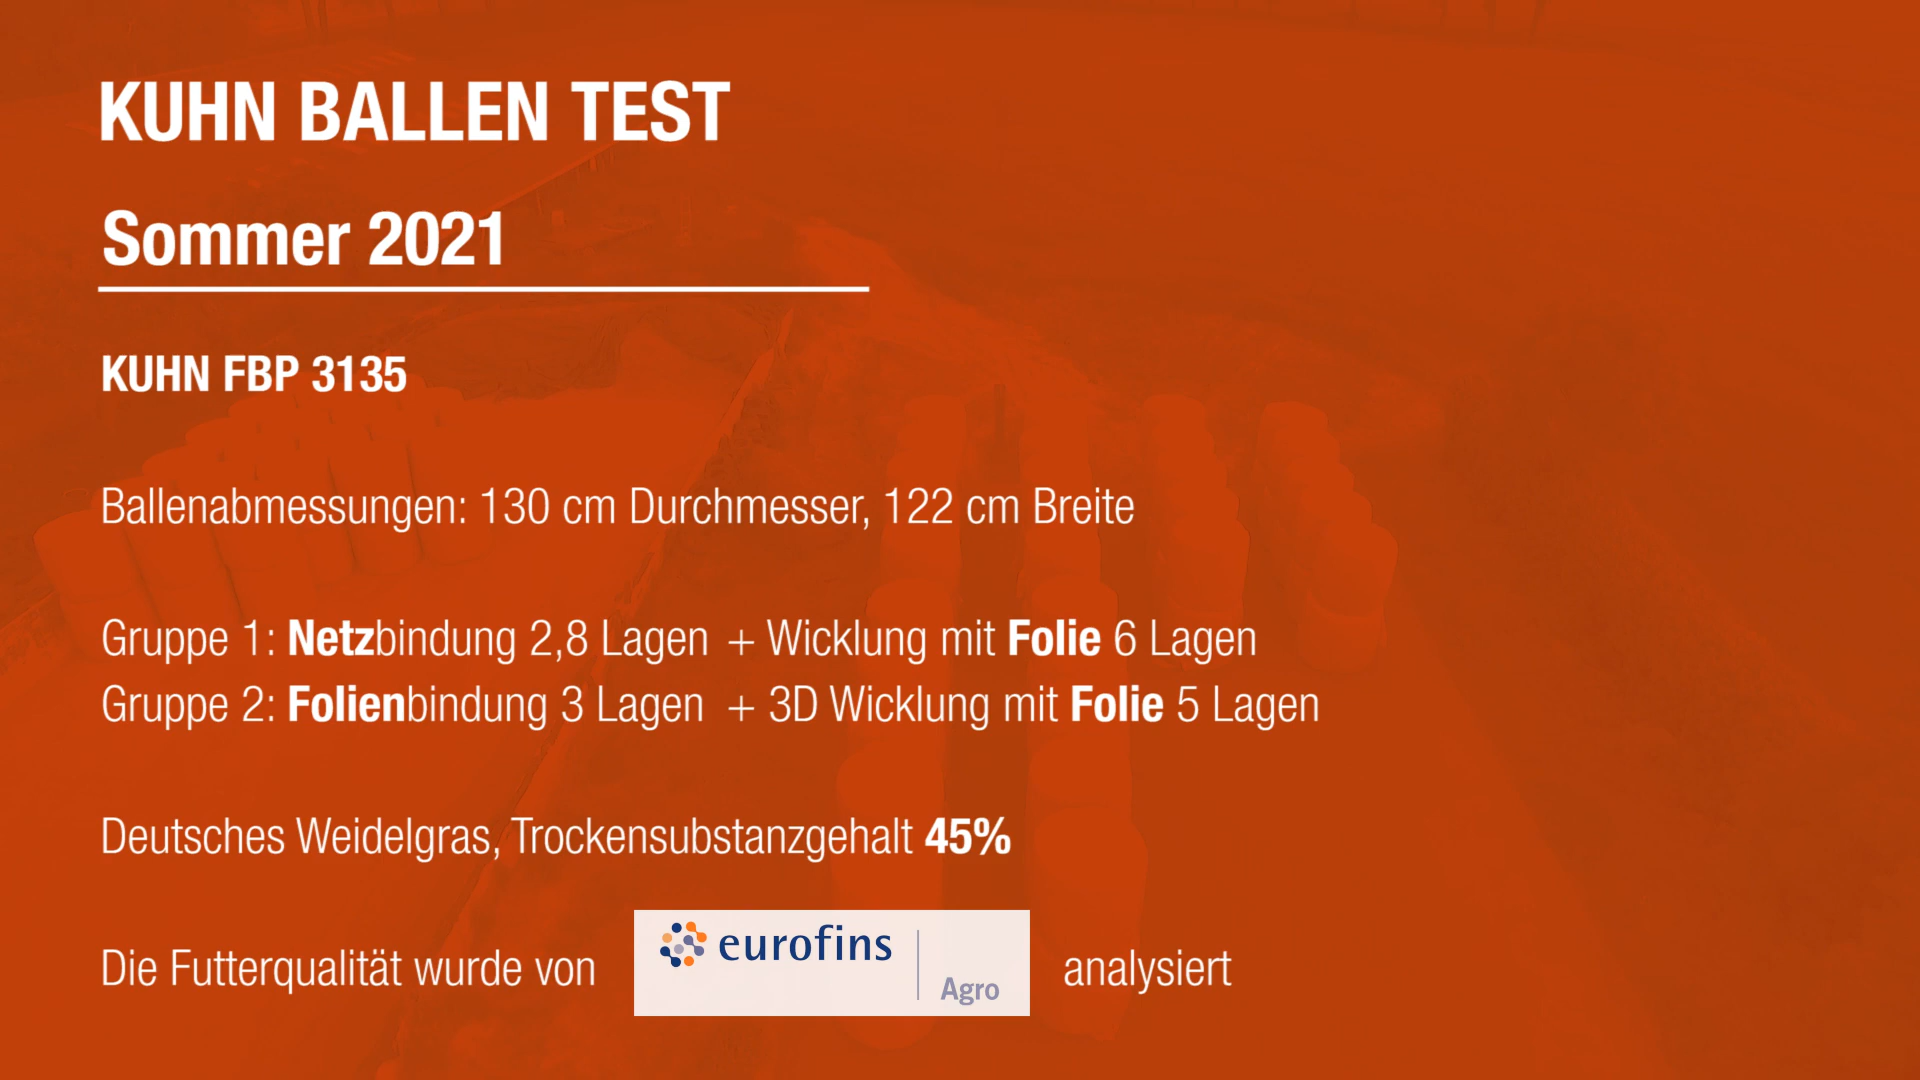 KUHN BALLEN TEST
Sommer 2021
KUHN FBP 3135
Ballenabmessungen: 130 cm Durchmesser, 122 cm Breite
Gruppe 1: Netzbindung 2,8 Lagen + Wicklung mit Folie 6 Lagen
Gruppe 2: Folienbindung 3 Lagen + 3D Wicklung mit Folie 5 Lagen
Deutsches Weidelgras, Trockensubstanzgehalt 45%
Die Futterqualität wurde von eurofins Agro analysiert